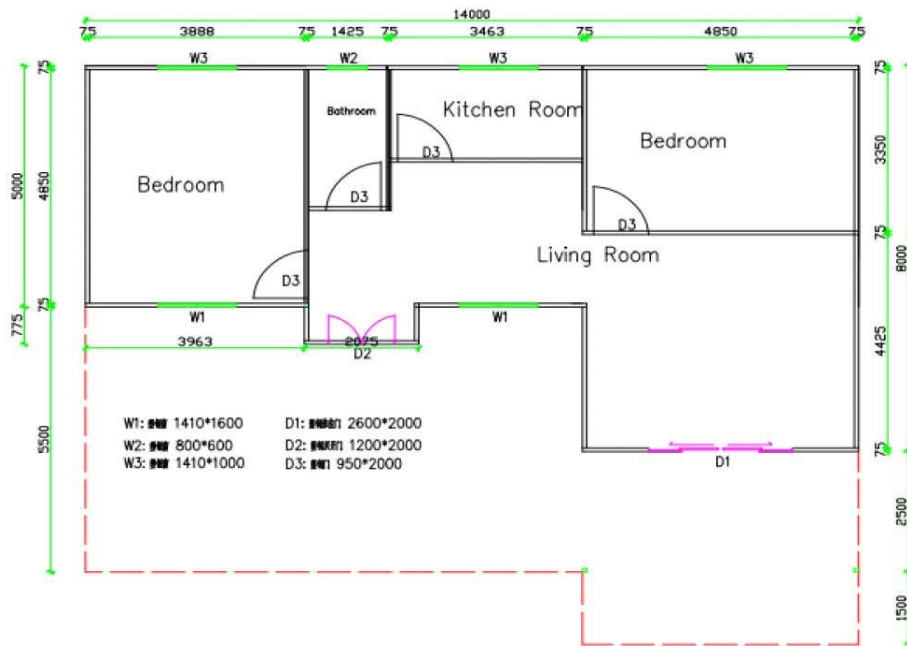 14000
75 3888 75 1425 75 3463 75 4850 75
W3 W2 W3 W3
75 75 75
Bathroom
Kitchen Room
D3
Bedroom
3350
Bedroom
5000 4850
D3
D3
75
Living Room
8000
D3
75
W1 W1
775
3963 2075
D2
4425
W1: 1410*1600 D1: 2600*2000
W2: 800*600 D2: 1200*2000
W3: 1410*1000 D3: 950*2000
5500
75
D1
2500
1500